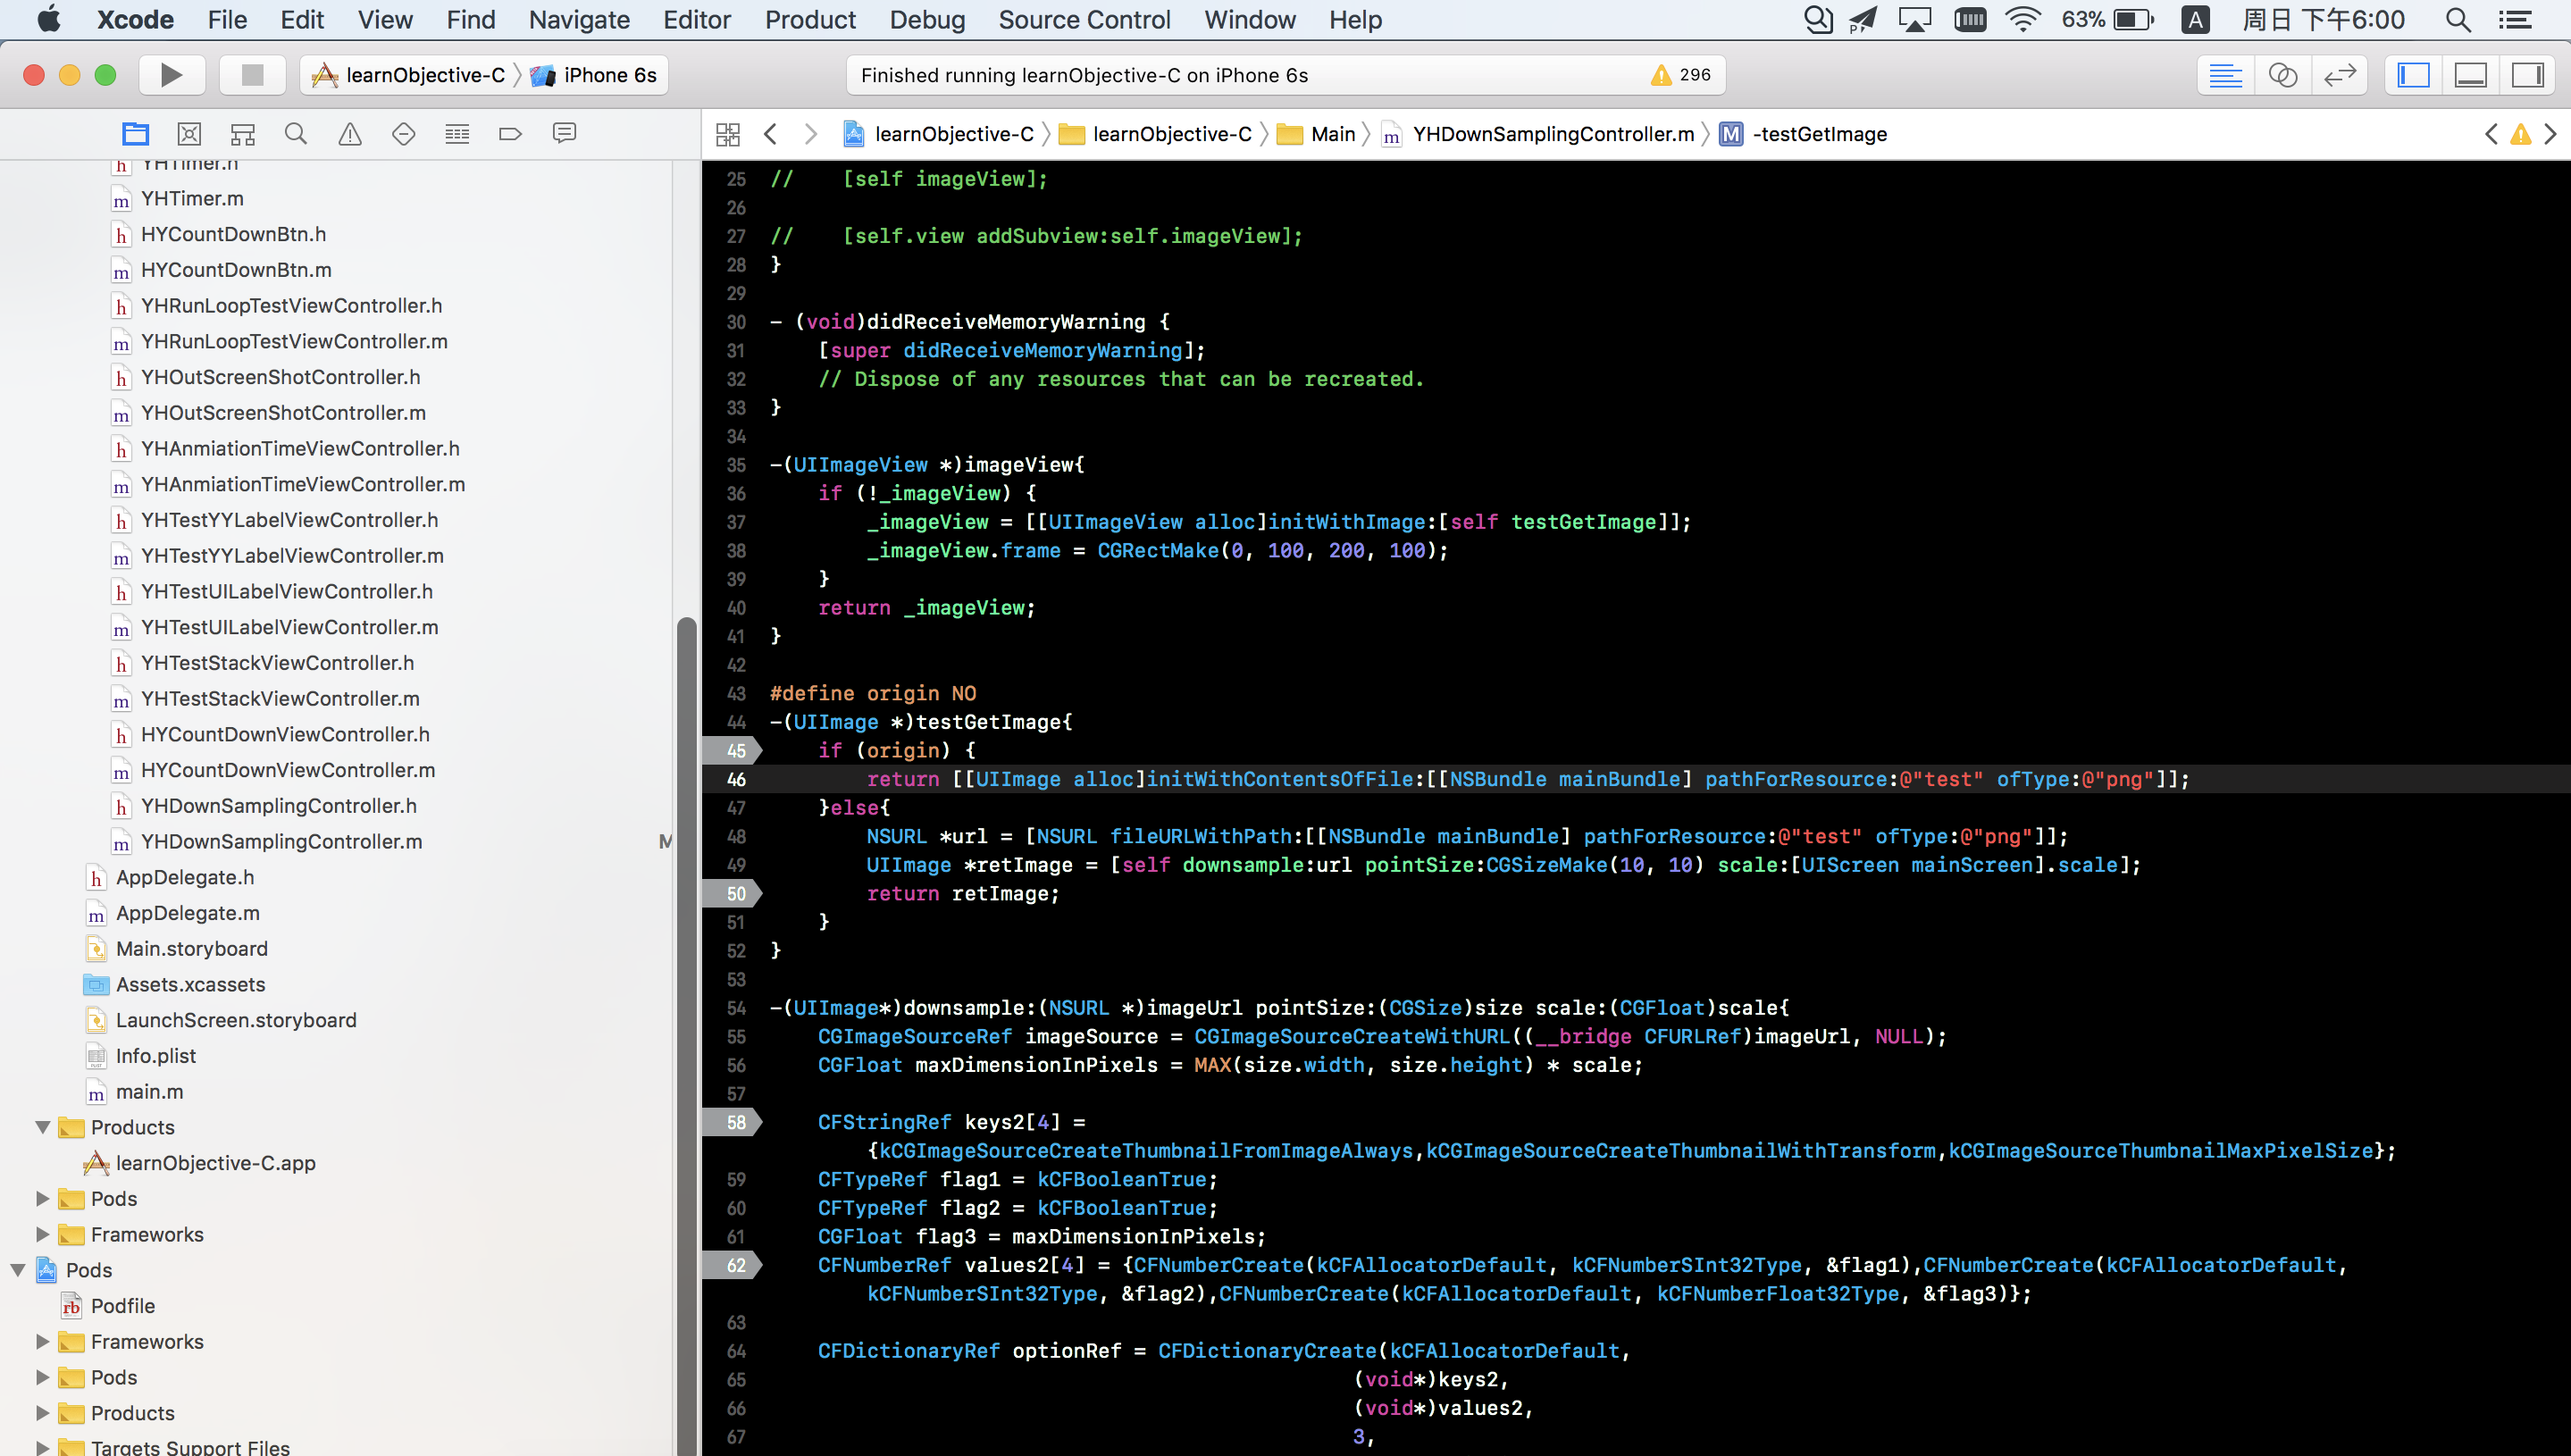 Xcode File Edit View Find Navigate Editor Product Debug Source Control Window Help 63% A 周日 下午6:00
learnObjective-C iPhone 6s Finished running learnObjective-C on iPhone 6s 296
learnObjective-C learnObjective-C Main m YHDownSamplingController.m M -testGetImage
h YHTimer.h
m YHTimer.m
h HYCountDownBtn.h
m HYCountDownBtn.m
h YHRunLoopTestViewController.h
m YHRunLoopTestViewController.m
h YHOutScreenShotController.h
m YHOutScreenShotController.m
h YHAnmiationTimeViewController.h
m YHAnmiationTimeViewController.m
h YHTestYYLabelViewController.h
m YHTestYYLabelViewController.m
h YHTestUILabelViewController.h
m YHTestUILabelViewController.m
h YHTestStackViewController.h
m YHTestStackViewController.m
h HYCountDownViewController.h
m HYCountDownViewController.m
h YHDownSamplingController.h
m YHDownSamplingController.m M
h AppDelegate.h
m AppDelegate.m
Main.storyboard
Assets.xcassets
LaunchScreen.storyboard
Info.plist
m main.m
Products
learnObjective-C.app
Pods
Frameworks
Pods
rb Podfile
Frameworks
Pods
Products
Targets Support Files
25 //    [self imageView];
26
27 //    [self.view addSubview:self.imageView];
28 }
29
30 - (void)didReceiveMemoryWarning {
31     [super didReceiveMemoryWarning];
32     // Dispose of any resources that can be recreated.
33 }
34
35 -(UIImageView *)imageView{
36     if (!_imageView) {
37         _imageView = [[UIImageView alloc]initWithImage:[self testGetImage]];
38         _imageView.frame = CGRectMake(0, 100, 200, 100);
39     }
40     return _imageView;
41 }
42
43 #define origin NO
44 -(UIImage *)testGetImage{
45     if (origin) {
46         return [[UIImage alloc]initWithContentsOfFile:[[NSBundle mainBundle] pathForResource:@"test" ofType:@"png"]];
47     }else{
48         NSURL *url = [NSURL fileURLWithPath:[[NSBundle mainBundle] pathForResource:@"test" ofType:@"png"]];
49         UIImage *retImage = [self downsample:url pointSize:CGSizeMake(10, 10) scale:[UIScreen mainScreen].scale];
50         return retImage;
51     }
52 }
53
54 -(UIImage*)downsample:(NSURL *)imageUrl pointSize:(CGSize)size scale:(CGFloat)scale{
55     CGImageSourceRef imageSource = CGImageSourceCreateWithURL((__bridge CFURLRef)imageUrl, NULL);
56     CGFloat maxDimensionInPixels = MAX(size.width, size.height) * scale;
57
58     CFStringRef keys2[4] =
        {kCGImageSourceCreateThumbnailFromImageAlways,kCGImageSourceCreateThumbnailWithTransform,kCGImageSourceThumbnailMaxPixelSize};
59     CFTypeRef flag1 = kCFBooleanTrue;
60     CFTypeRef flag2 = kCFBooleanTrue;
61     CGFloat flag3 = maxDimensionInPixels;
62     CFNumberRef values2[4] = {CFNumberCreate(kCFAllocatorDefault, kCFNumberSInt32Type, &flag1),CFNumberCreate(kCFAllocatorDefault,
        kCFNumberSInt32Type, &flag2),CFNumberCreate(kCFAllocatorDefault, kCFNumberFloat32Type, &flag3)};
63
64     CFDictionaryRef optionRef = CFDictionaryCreate(kCFAllocatorDefault,
65                                                 (void*)keys2,
66                                                 (void*)values2,
67                                                 3,